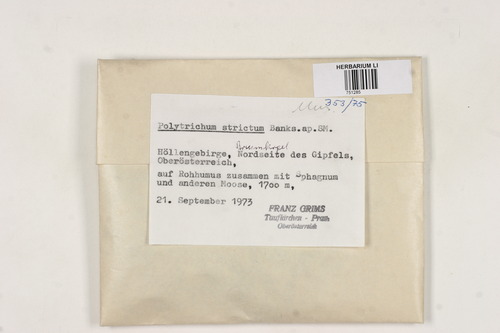 HERBARIUM LI
751285
353/75
Polytrichum strictum Banks.ap.SM.
Höllengebirge, Nordseite des Gipfels,
Oberösterreich,
auf Rohhumus zusammen mit Sphagnum
und anderen Moose, 1700 m,
21. September 1973
FRANZ GRIMS
Taufkirchen - Pram
Oberösterreich